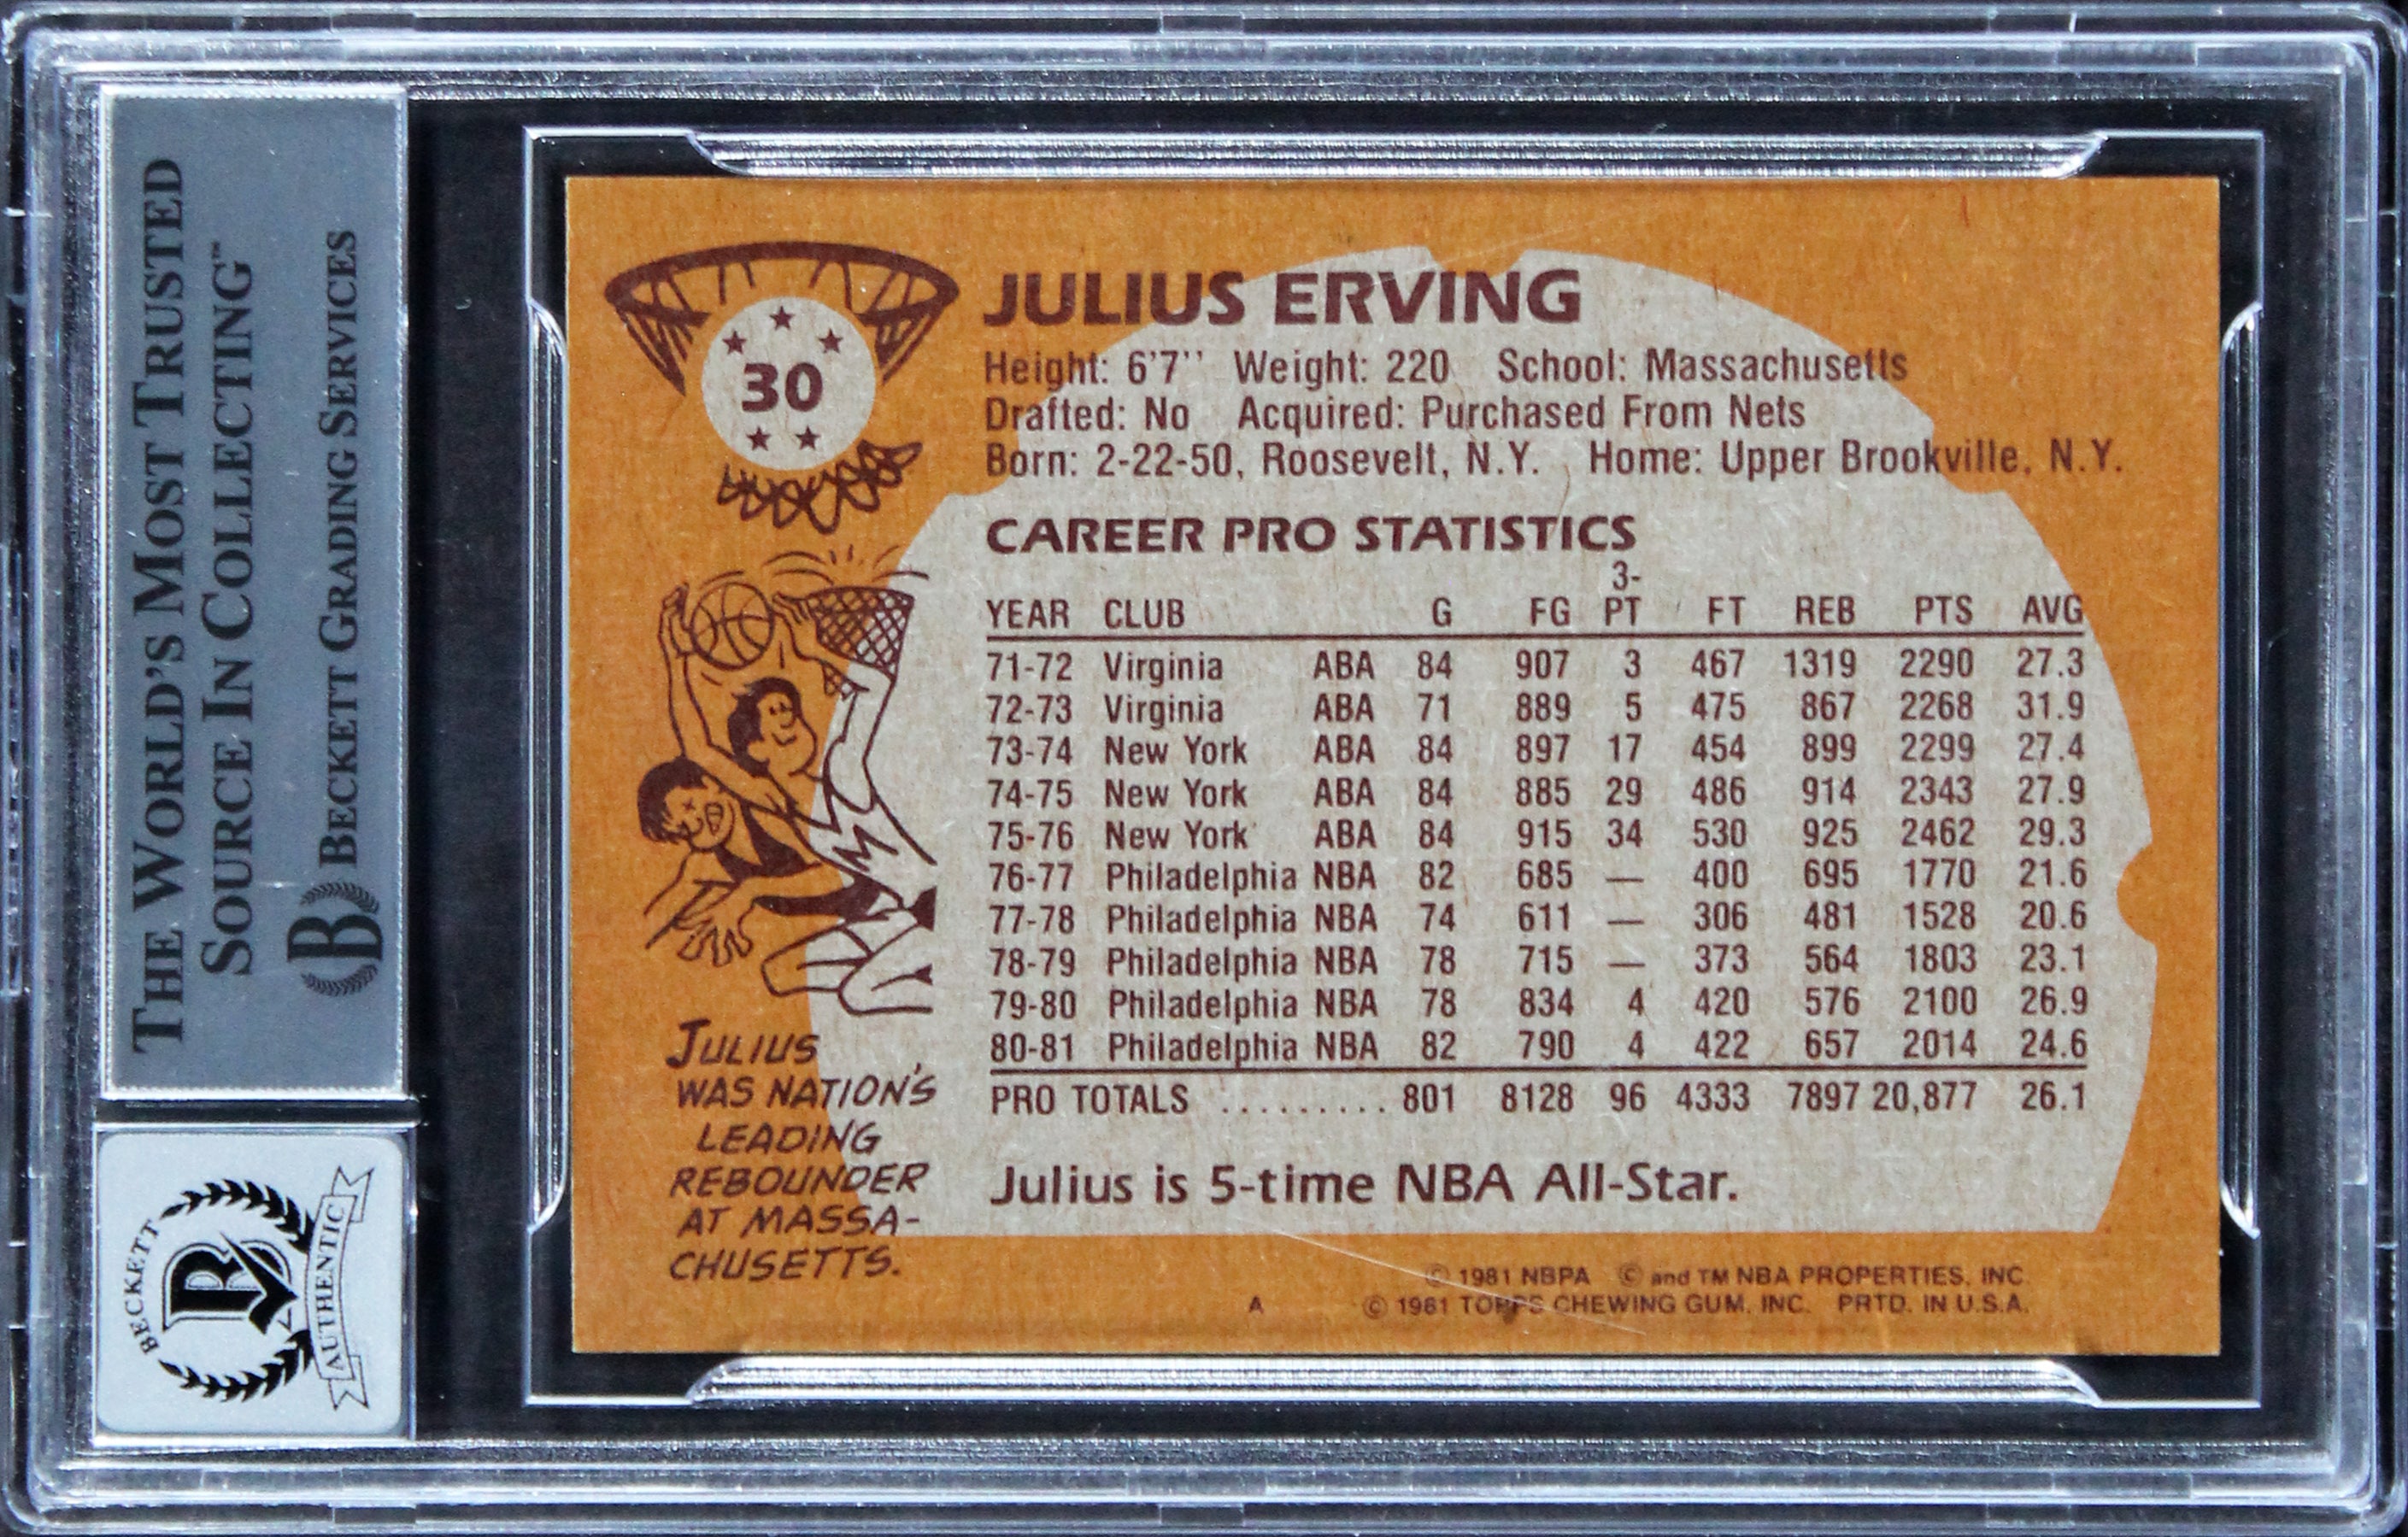 THE WORLD'S MOST TRUSTED
SOURCE IN COLLECTING™
BECKETT GRADING SERVICES
B
BECKETT
B
AUTHENTIC
30
JULIUS ERVING
Height: 6'7'' Weight: 220 School: Massachusetts
Drafted: No Acquired: Purchased From Nets
Born: 2-22-50, Roosevelt, N.Y. Home: Upper Brookville, N.Y.
CAREER PRO STATISTICS
3-
YEAR CLUB G FG PT FT REB PTS AVG
71-72 Virginia ABA 84 907 3 467 1319 2290 27.3
72-73 Virginia ABA 71 889 5 475 867 2268 31.9
73-74 New York ABA 84 897 17 454 899 2299 27.4
74-75 New York ABA 84 885 29 486 914 2343 27.9
75-76 New York ABA 84 915 34 530 925 2462 29.3
76-77 Philadelphia NBA 82 685 — 400 695 1770 21.6
77-78 Philadelphia NBA 74 611 — 306 481 1528 20.6
78-79 Philadelphia NBA 78 715 — 373 564 1803 23.1
79-80 Philadelphia NBA 78 834 4 420 576 2100 26.9
80-81 Philadelphia NBA 82 790 4 422 657 2014 24.6
PRO TOTALS .......... 801 8128 96 4333 7897 20,877 26.1
Julius is 5-time NBA All-Star.
JULIUS
WAS NATION'S
LEADING
REBOUNDER
AT MASSA-
CHUSETTS.
© 1981 NBPA © and TM NBA PROPERTIES, INC.
A © 1981 TOPPS CHEWING GUM, INC. PRTD. IN U.S.A.